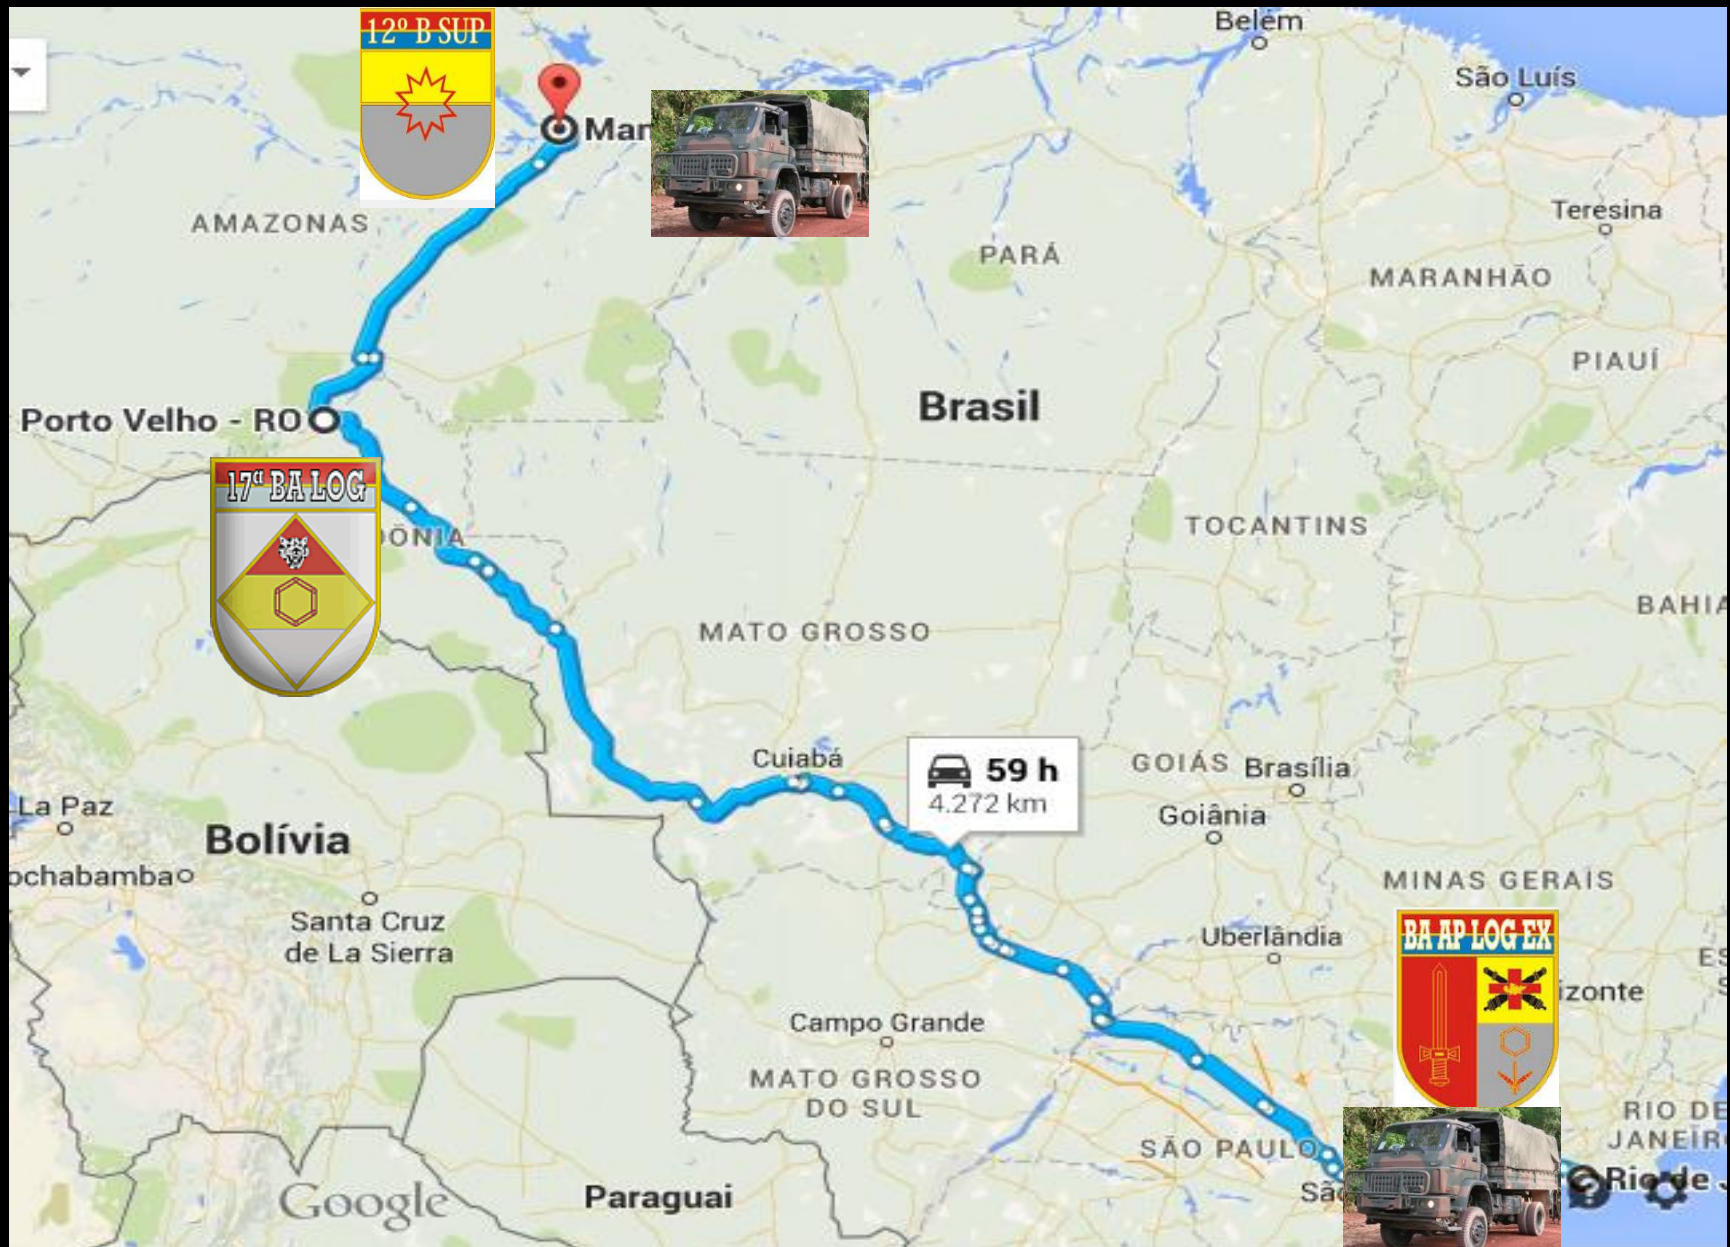 12º B SUP
Belém
São Luís
Man
AMAZONAS
Teresina
PARÁ
MARANHÃO
PIAUÍ
Brasil
Porto Velho - RO
17ª BA LOG
TOCANTINS
DÔNIA
BAHIA
MATO GROSSO
Cuiabá
59 h
4.272 km
GOIÁS
Brasília
La Paz
Goiânia
Bolívia
ochabamba
MINAS GERAIS
Santa Cruz
de La Sierra
Uberlândia
BA AP LOG EX
ES
izonte
Campo Grande
MATO GROSSO
DO SUL
RIO DE
JANEIR
SÃO PAULO
Google
Paraguai
São
Rio de J